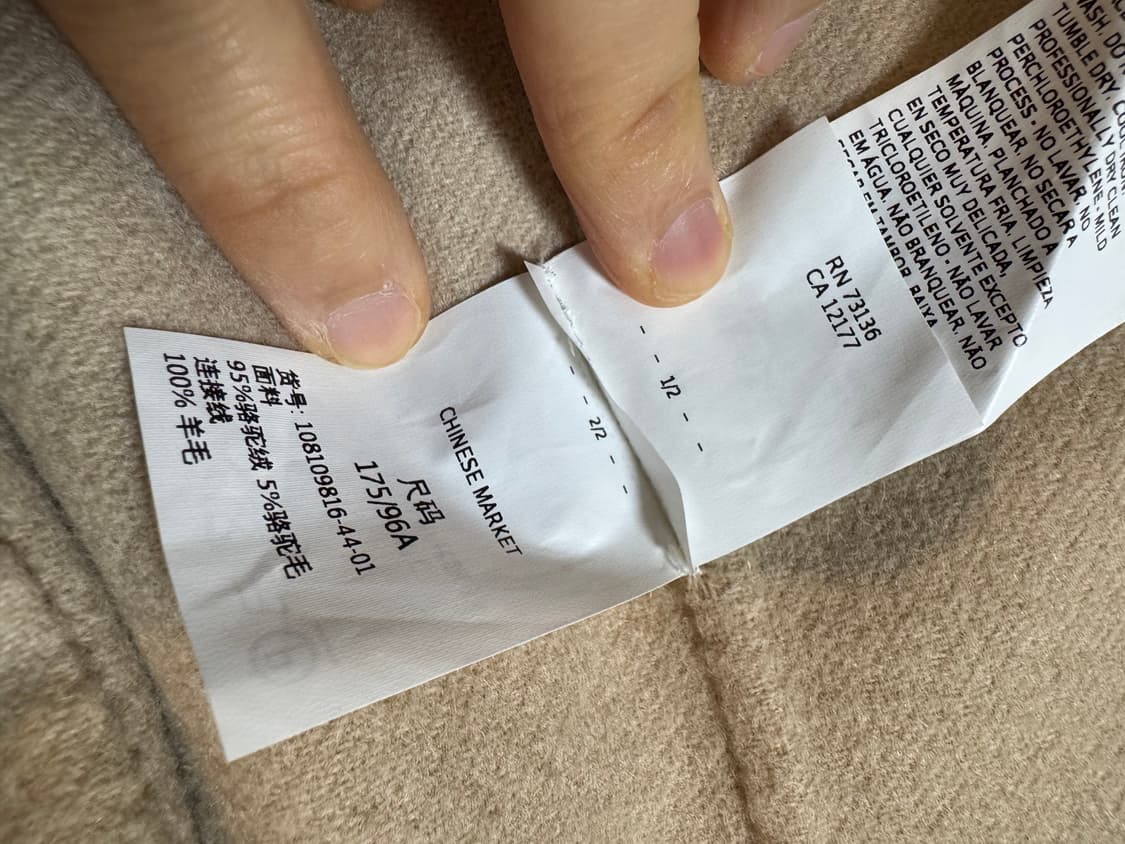 TUMBLE DRY. COOL IRON.
PROFESSIONALLY DRY CLEAN
PERCHLOROETHYLENE - MILD
PROCESS - NO LAVAR. NO
BLANQUEAR. NO SECAR A
MÁQUINA. PLANCHADO A
TEMPERATURA FRIA. LIMPIEZA
EN SECO MUY DELICADA,
CUALQUIER SOLVENTE EXCEPTO
TRICLOROETILENO - NÃO LAVAR
EM ÁGUA. NÃO BRANQUEAR. NÃO
RN 73136
CA 12177
- - 1/2 - -
- - 2/2 - -
CHINESE MARKET
尺码
175/96A
货号: 108109816-44-01
面料
95%骆驼绒 5%骆驼毛
连接线
100% 羊毛